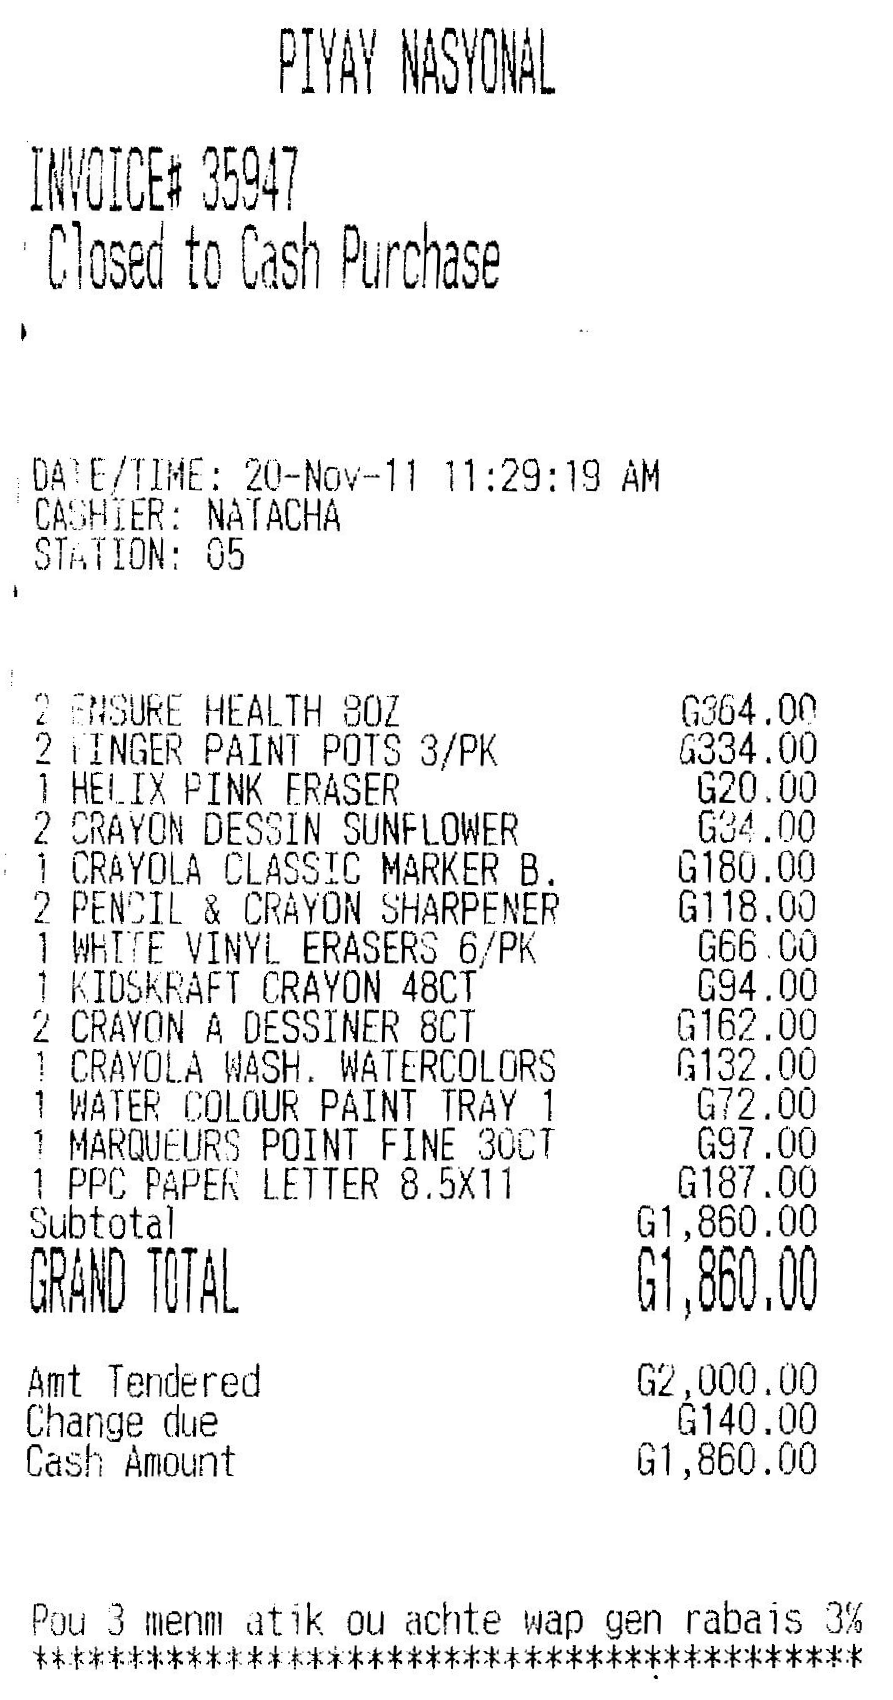 PIYAY NASYONAL
INVOICE# 35947
Closed to Cash Purchase
DATE/TIME: 20-Nov-11 11:29:19 AM
CASHIER: NATACHA
STATION: 05
2 ENSURE HEALTH 8OZ G364.00
2 FINGER PAINT POTS 3/PK G334.00
1 HELIX PINK ERASER G20.00
2 CRAYON DESSIN SUNFLOWER G34.00
1 CRAYOLA CLASSIC MARKER B. G180.00
2 PENCIL & CRAYON SHARPENER G118.00
1 WHITE VINYL ERASERS 6/PK G66.00
1 KIDSKRAFT CRAYON 48CT G94.00
2 CRAYON A DESSINER 8CT G162.00
1 CRAYOLA WASH. WATERCOLORS G132.00
1 WATER COLOUR PAINT TRAY 1 G72.00
1 MARQUEURS POINT FINE 30CT G97.00
1 PPC PAPER LETTER 8.5X11 G187.00
Subtotal G1,860.00
GRAND TOTAL G1,860.00
Amt Tendered G2,000.00
Change due G140.00
Cash Amount G1,860.00
Pou 3 menm atik ou achte wap gen rabais 3%
*******************************************